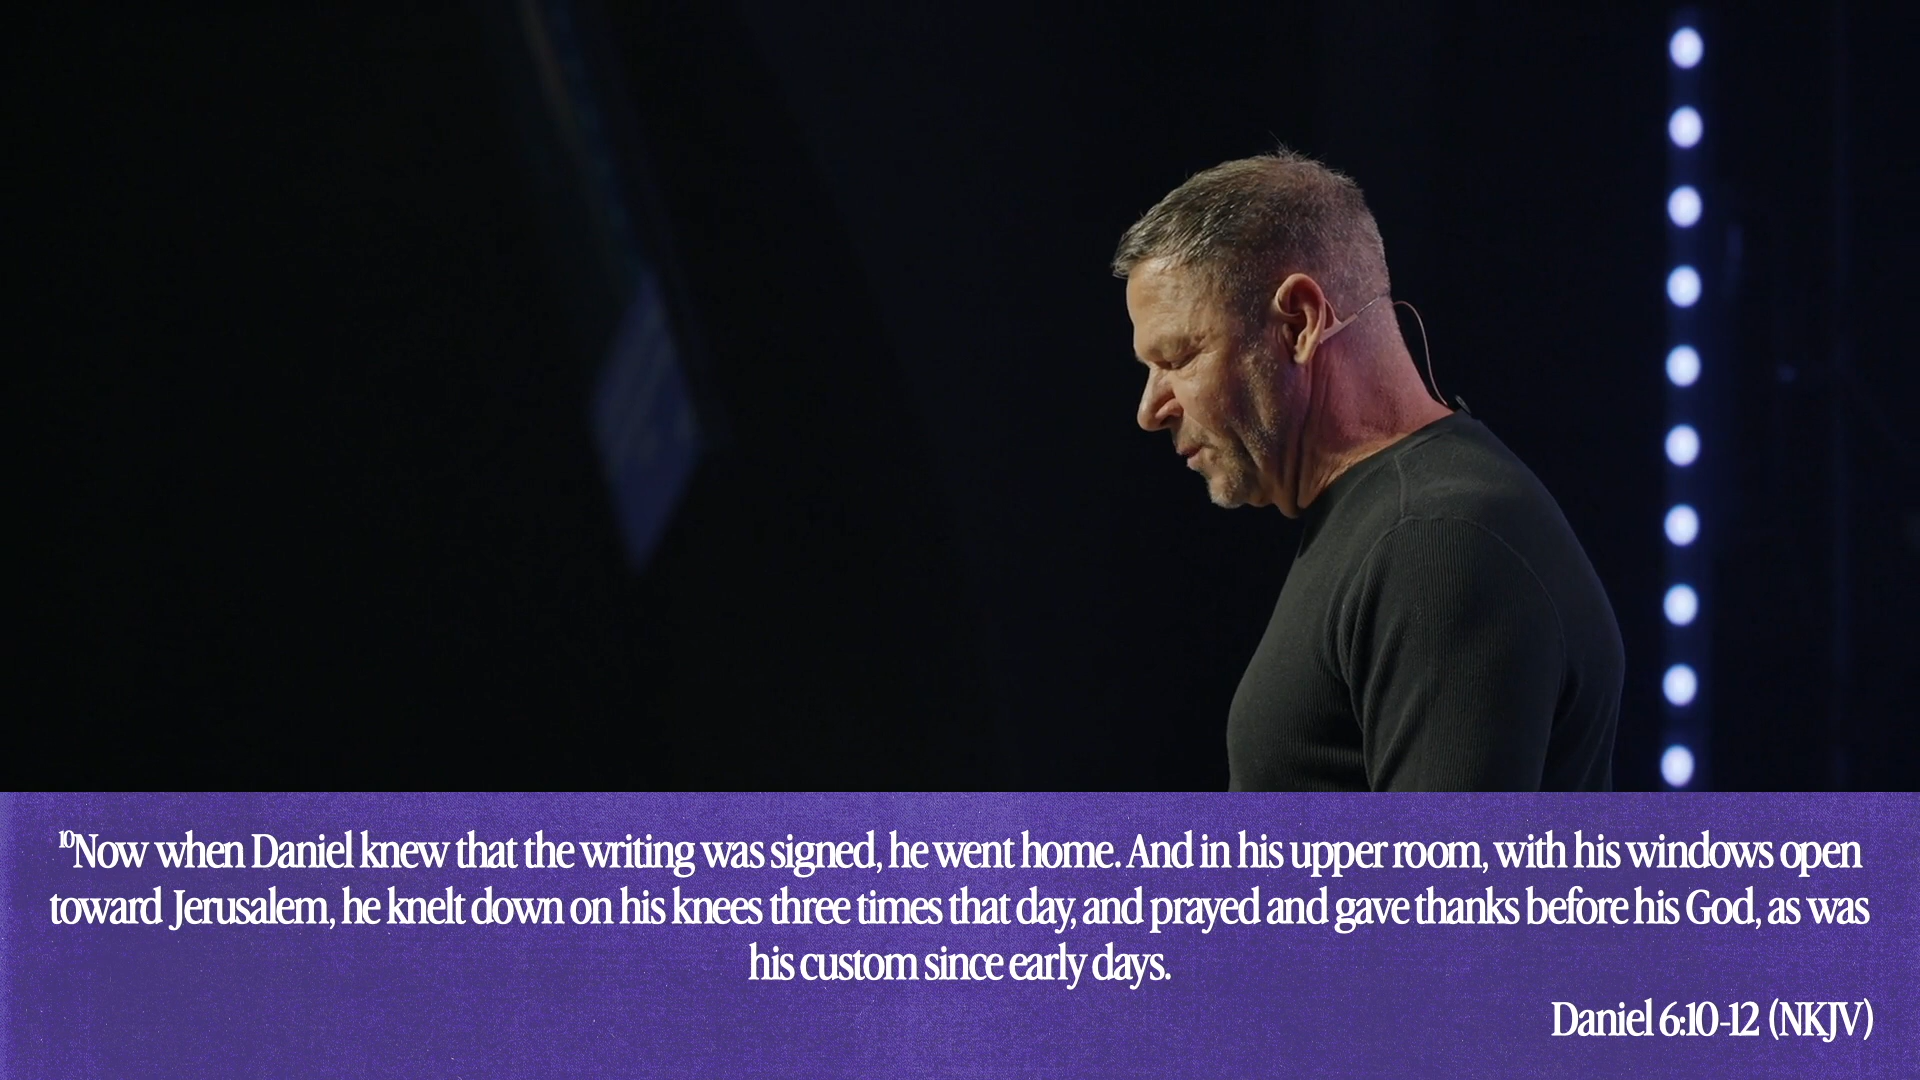 ¹⁰Now when Daniel knew that the writing was signed, he went home. And in his upper room, with his windows open
toward Jerusalem, he knelt down on his knees three times that day, and prayed and gave thanks before his God, as was
his custom since early days.
Daniel 6:10-12 (NKJV)